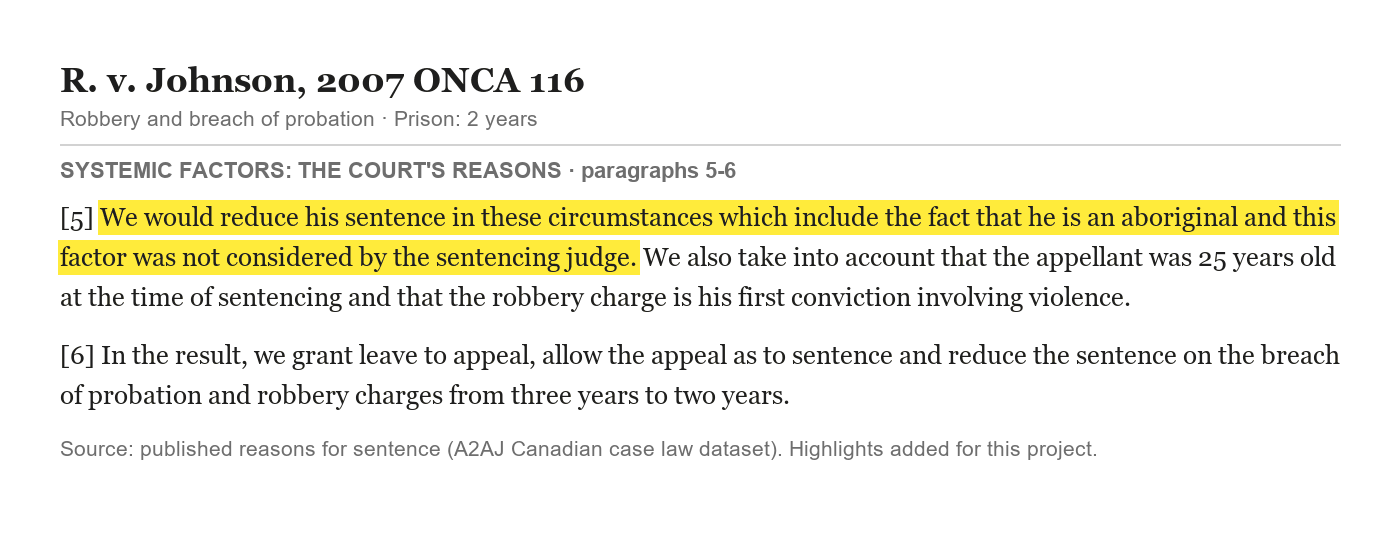 R. v. Johnson, 2007 ONCA 116
Robbery and breach of probation · Prison: 2 years
SYSTEMIC FACTORS: THE COURT'S REASONS · paragraphs 5-6
[5] We would reduce his sentence in these circumstances which include the fact that he is an aboriginal and this
factor was not considered by the sentencing judge. We also take into account that the appellant was 25 years old
at the time of sentencing and that the robbery charge is his first conviction involving violence.
[6] In the result, we grant leave to appeal, allow the appeal as to sentence and reduce the sentence on the breach
of probation and robbery charges from three years to two years.
Source: published reasons for sentence (A2AJ Canadian case law dataset). Highlights added for this project.